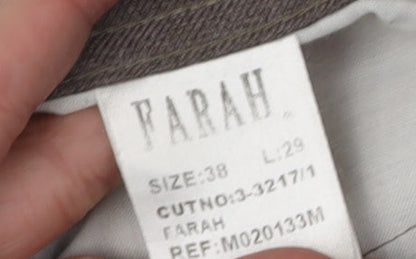 FARAH
SIZE:38 L:29
CUTNO:3-3217/1
FARAH
REF:M020133M